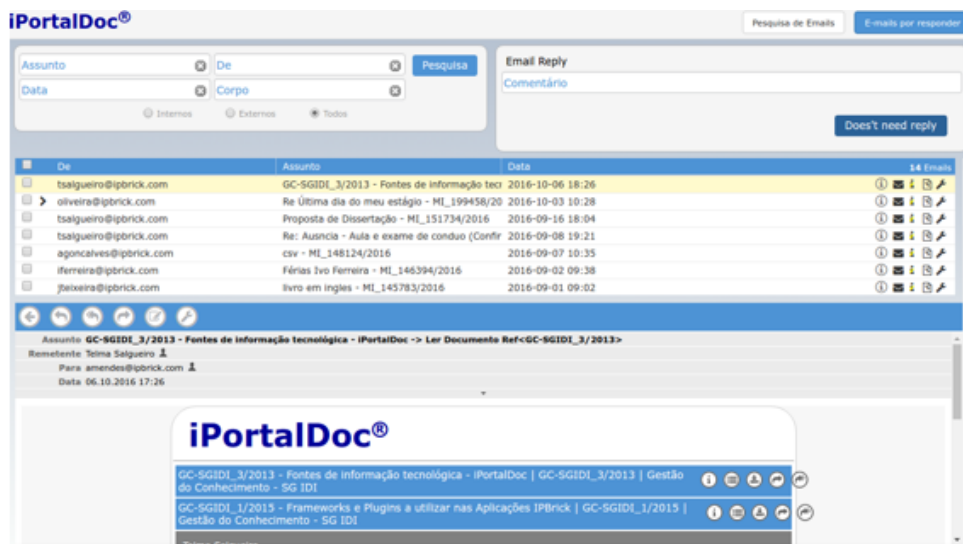 iPortalDoc®
Pesquisa de Emails
E-mails por responder
Assunto De Pesquisa
Data Corpo
Internos Externos Todos
Email Reply
Comentário
Does't need reply
De Assunto Data 14 Emails
tsalgueiro@ipbrick.com GC-SGIDI_3/2013 - Fontes de informação tecr 2016-10-06 18:26
oliveira@ipbrick.com Re Última dia do meu estágio - MI_199458/20 2016-10-03 10:28
tsalgueiro@ipbrick.com Proposta de Dissertação - MI_151734/2016 2016-09-16 18:04
tsalgueiro@ipbrick.com Re: Ausncia - Aula e exame de conduo (Confir 2016-09-08 19:21
agoncalves@ipbrick.com csv - MI_148124/2016 2016-09-07 10:35
iferreira@ipbrick.com Férias Ivo Ferreira - MI_146394/2016 2016-09-02 09:38
jteixeira@ipbrick.com livro em ingles - MI_145783/2016 2016-09-01 09:02
Assunto GC-SGIDI_3/2013 - Fontes de informação tecnológica - iPortalDoc -> Ler Documento Ref<GC-SGIDI_3/2013>
Remetente Telma Salgueiro
Para amendes@ipbrick.com
Data 06.10.2016 17:26
iPortalDoc®
GC-SGIDI_3/2013 - Fontes de informação tecnológica - iPortalDoc | GC-SGIDI_3/2013 | Gestão
do Conhecimento - SG IDI
GC-SGIDI_1/2015 - Frameworks e Plugins a utilizar nas Aplicações IPBrick | GC-SGIDI_1/2015 |
Gestão do Conhecimento - SG IDI